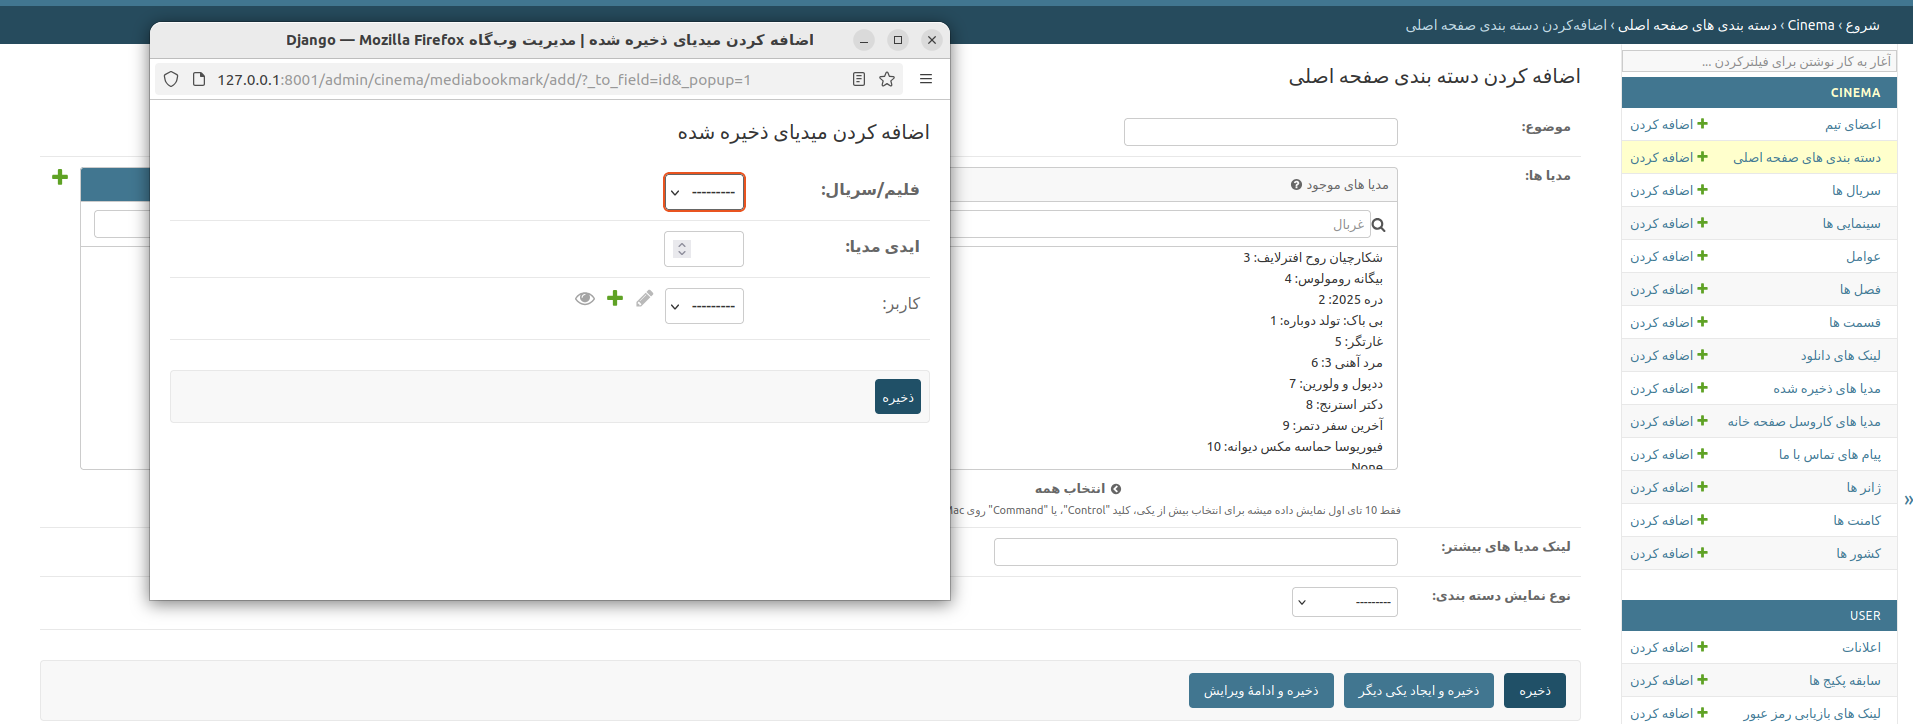 شروع › Cinema › دسته بندی های صفحه اصلی › اضافه‌کردن دسته بندی صفحه اصلی
اضافه کردن میدیای ذخیره شده | مدیریت وب‌گاه Django — Mozilla Firefox
127.0.0.1:8001/admin/cinema/mediabookmark/add/?_to_field=id&_popup=1
اضافه کردن میدیای ذخیره شده
فلیم/سریال:
---------
ایدی مدیا:
کاربر:
---------
ذخیره
اضافه کردن دسته بندی صفحه اصلی
موضوع:
مدیا ها:
مدیا های موجود
غربال
شکارچیان روح افترلایف: 3
بیگانه رومولوس: 4
دره 2025: 2
بی باک: تولد دوباره: 1
غارتگر: 5
مرد آهنی 3: 6
ددپول و ولورین: 7
دکتر استرنج: 8
آخرین سفر دتمر: 9
فیوریوسا حماسه مکس دیوانه: 10
None
انتخاب همه
فقط 10 تای اول نمایش داده میشه برای انتخاب بیش از یکی، کلید "Control"، یا "Command" روی
لینک مدیا های بیشتر:
نوع نمایش دسته بندی:
---------
ذخیره
ذخیره و ایجاد یکی دیگر
ذخیره و ادامهٔ ویرایش
آغار به کار نوشتن برای فیلترکردن ...
CINEMA
اعضای تیم اضافه کردن
دسته بندی های صفحه اصلی اضافه کردن
سریال ها اضافه کردن
سینمایی ها اضافه کردن
عوامل اضافه کردن
فصل ها اضافه کردن
قسمت ها اضافه کردن
لینک های دانلود اضافه کردن
مدیا های ذخیره شده اضافه کردن
مدیا های کاروسل صفحه خانه اضافه کردن
پیام های تماس با ما اضافه کردن
ژانر ها اضافه کردن
کامنت ها اضافه کردن
کشور ها اضافه کردن
»
USER
اعلانات اضافه کردن
سابقه پکیج ها اضافه کردن
لینک های بازیابی رمز عبور اضافه کردن